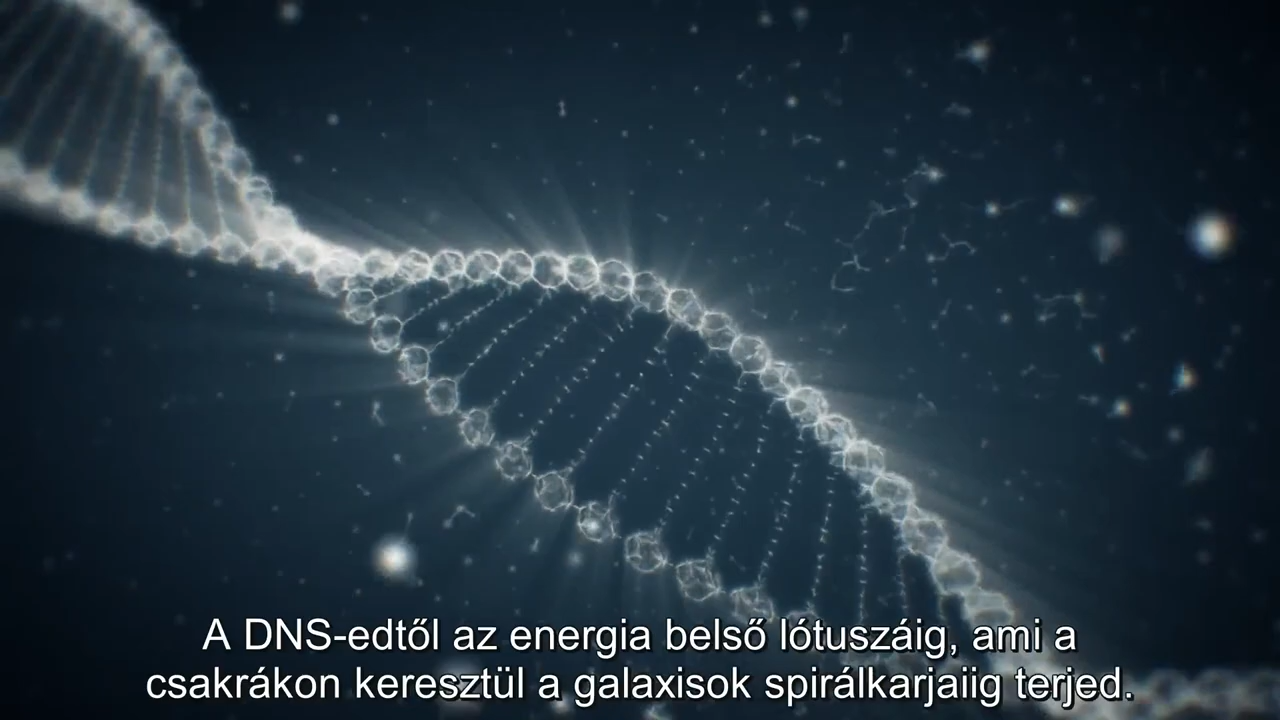 A DNS-edtől az energia belső lótuszáig, ami a
csakrákon keresztül a galaxisok spirálkarjaiig terjed.